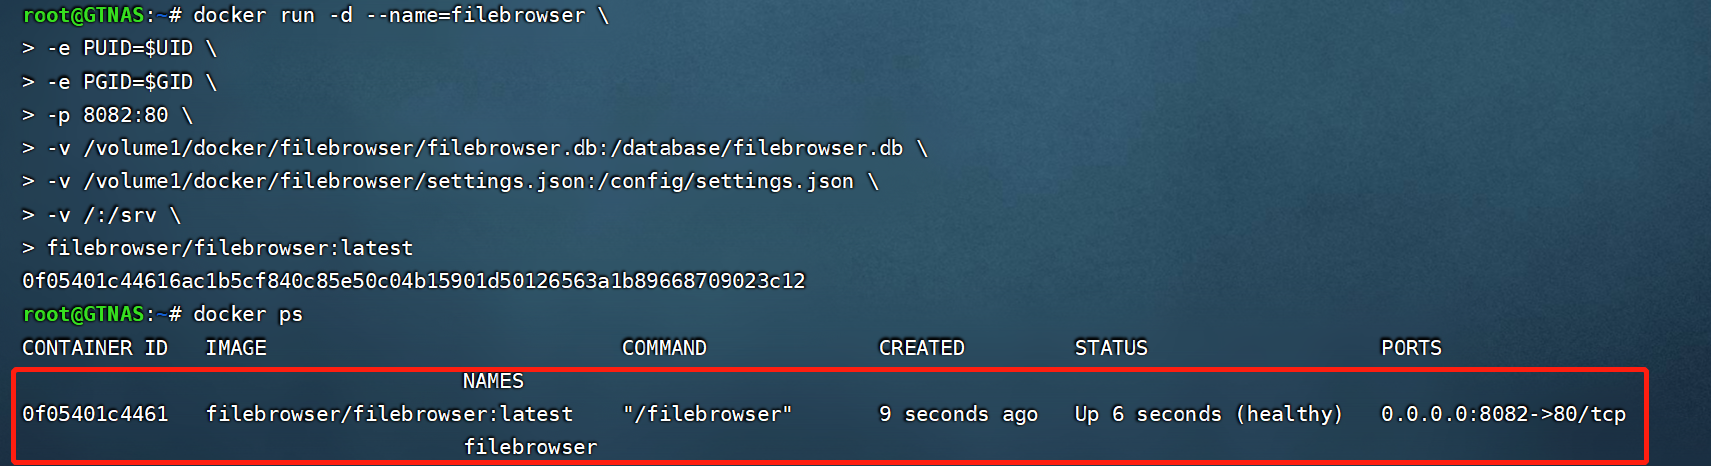 root@GTNAS:~# docker run -d --name=filebrowser \
> -e PUID=$UID \
> -e PGID=$GID \
> -p 8082:80 \
> -v /volume1/docker/filebrowser/filebrowser.db:/database/filebrowser.db \
> -v /volume1/docker/filebrowser/settings.json:/config/settings.json \
> -v /:/srv \
> filebrowser/filebrowser:latest
0f05401c44616ac1b5cf840c85e50c04b15901d50126563a1b89668709023c12
root@GTNAS:~# docker ps
CONTAINER ID   IMAGE                             COMMAND              CREATED         STATUS                   PORTS
                                    NAMES
0f05401c4461   filebrowser/filebrowser:latest    "/filebrowser"       9 seconds ago   Up 6 seconds (healthy)   0.0.0.0:8082->80/tcp
                                    filebrowser